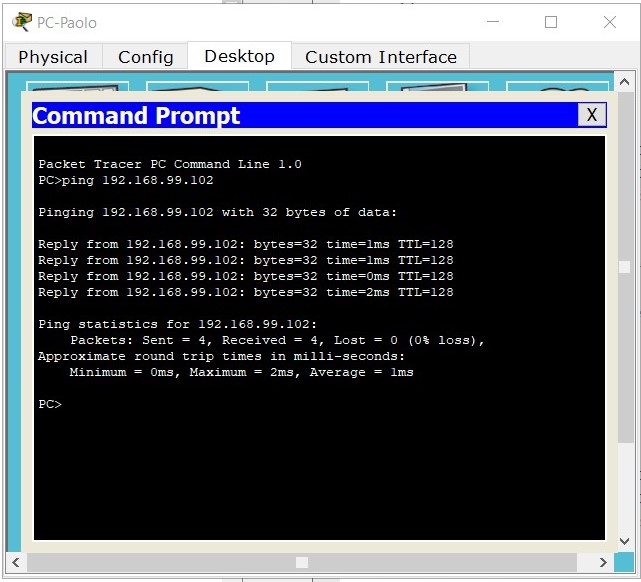 PC-Paolo
Physical Config Desktop Custom Interface
Command Prompt X
Packet Tracer PC Command Line 1.0
PC>ping 192.168.99.102
Pinging 192.168.99.102 with 32 bytes of data:
Reply from 192.168.99.102: bytes=32 time=1ms TTL=128
Reply from 192.168.99.102: bytes=32 time=1ms TTL=128
Reply from 192.168.99.102: bytes=32 time=0ms TTL=128
Reply from 192.168.99.102: bytes=32 time=2ms TTL=128
Ping statistics for 192.168.99.102:
Packets: Sent = 4, Received = 4, Lost = 0 (0% loss),
Approximate round trip times in milli-seconds:
Minimum = 0ms, Maximum = 2ms, Average = 1ms
PC>